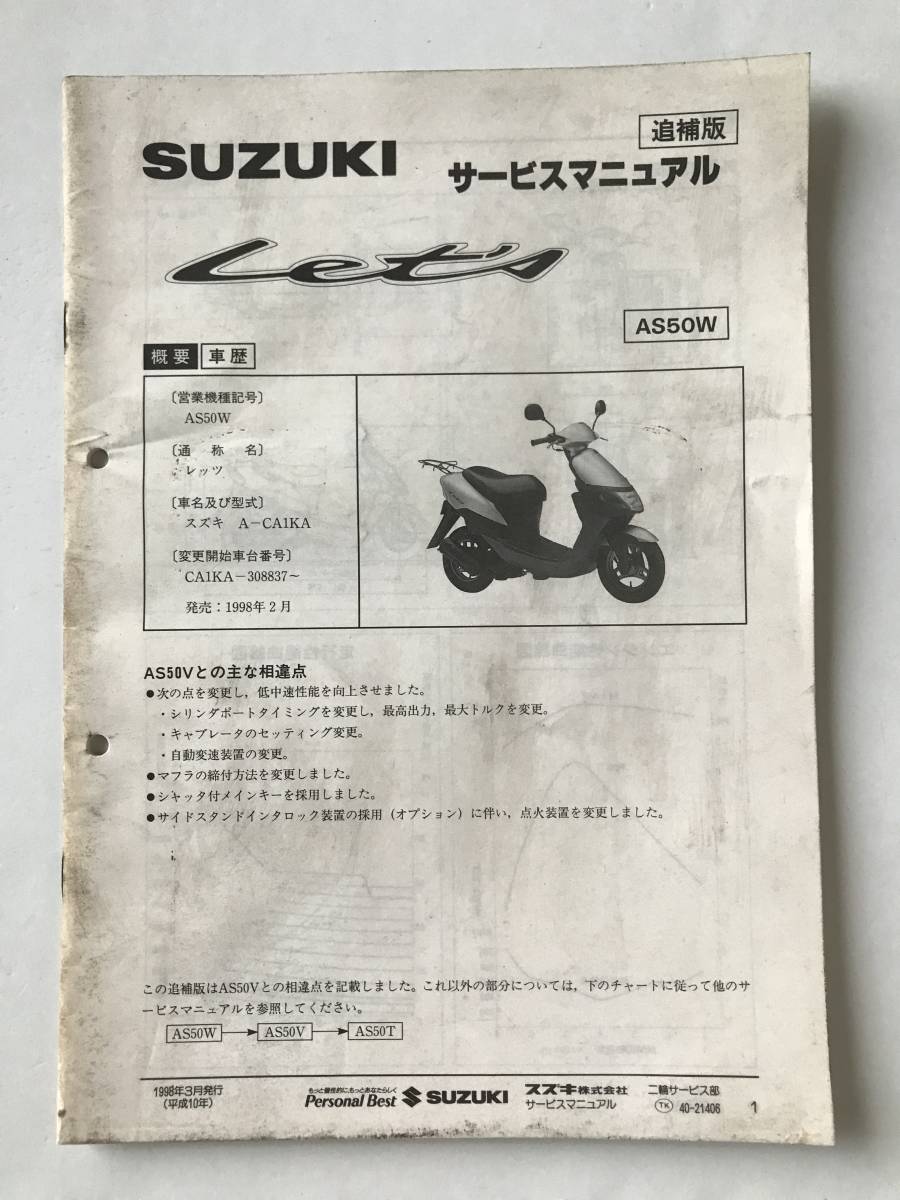 追補版
SUZUKI サービスマニュアル
Let's
AS50W
概要 車歴
〔営業機種記号〕
AS50W
〔通 称 名〕
レッツ
〔車名及び型式〕
スズキ A-CA1KA
〔変更開始車台番号〕
CA1KA-308837~
発売:1998年2月
AS50Vとの主な相違点
●次の点を変更し,低中速性能を向上させました。
・シリンダポートタイミングを変更し,最高出力,最大トルクを変更。
・キャブレータのセッティング変更。
・自動変速装置の変更。
●マフラの締付方法を変更しました。
●シャッタ付メインキーを採用しました。
●サイドスタンドインタロック装置の採用(オプション)に伴い,点火装置を変更しました。
この追補版はAS50Vとの相違点を記載しました。これ以外の部分については,下のチャートに従って他のサ
ービスマニュアルを参照してください。
AS50W → AS50V → AS50T
1998年3月発行
(平成10年)
もっと個性的に、もっとあなたらしく
Personal Best SUZUKI
スズキ株式会社 二輪サービス部
サービスマニュアル TK 40-21406 1